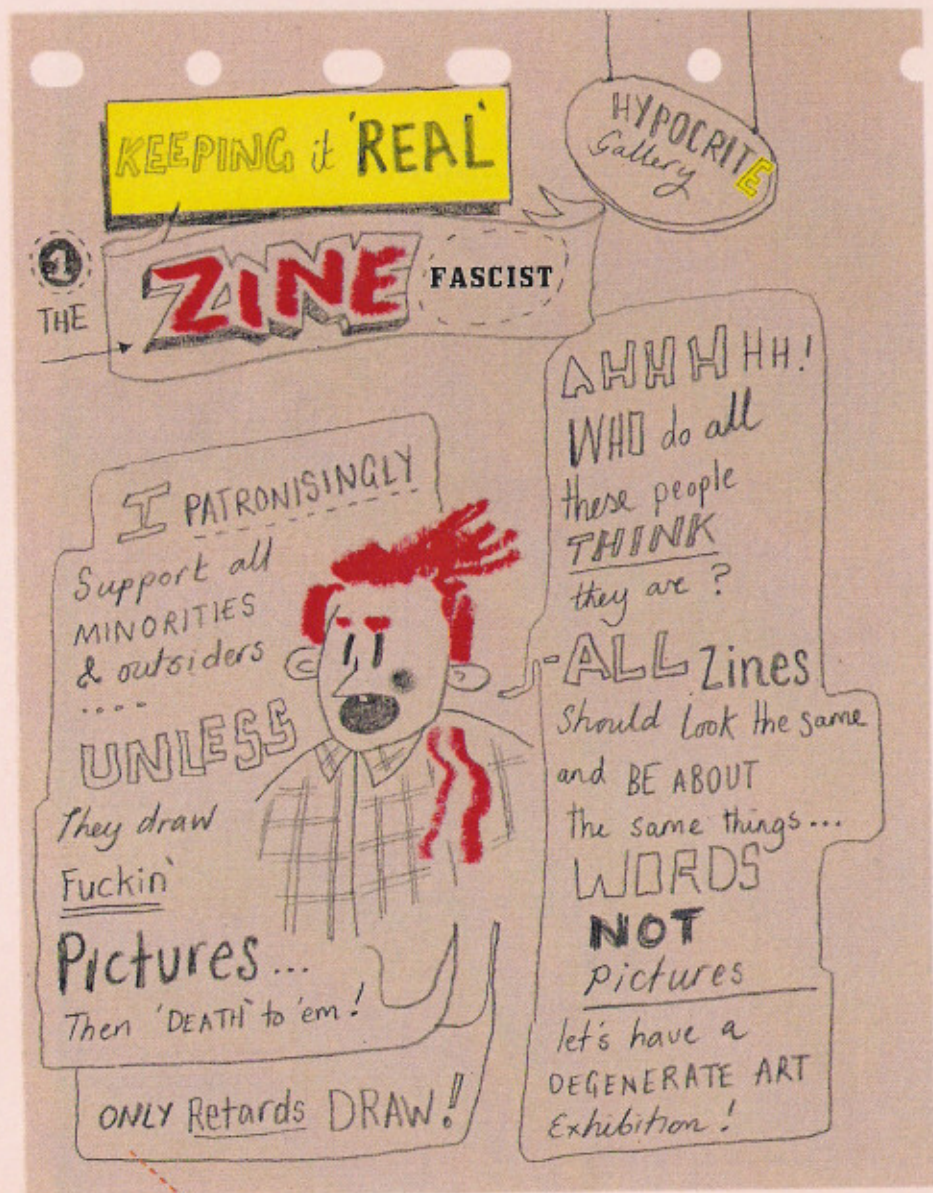 KEEPING it 'REAL'
HYPOCRITE
Gallery
1
THE
ZINE
FASCIST
I PATRONISINGLY
Support all
MINORITIES
& outsiders
....
UNLESS
They draw
Fuckin'
Pictures...
Then 'DEATH' to 'em!
ONLY Retards DRAW!!
AHHHHH!
WHO do all
these people
THINK
they are?
-ALL Zines
Should Look the same
and BE ABOUT
the same things...
WORDS
NOT
pictures
let's have a
DEGENERATE ART
Exhibition!